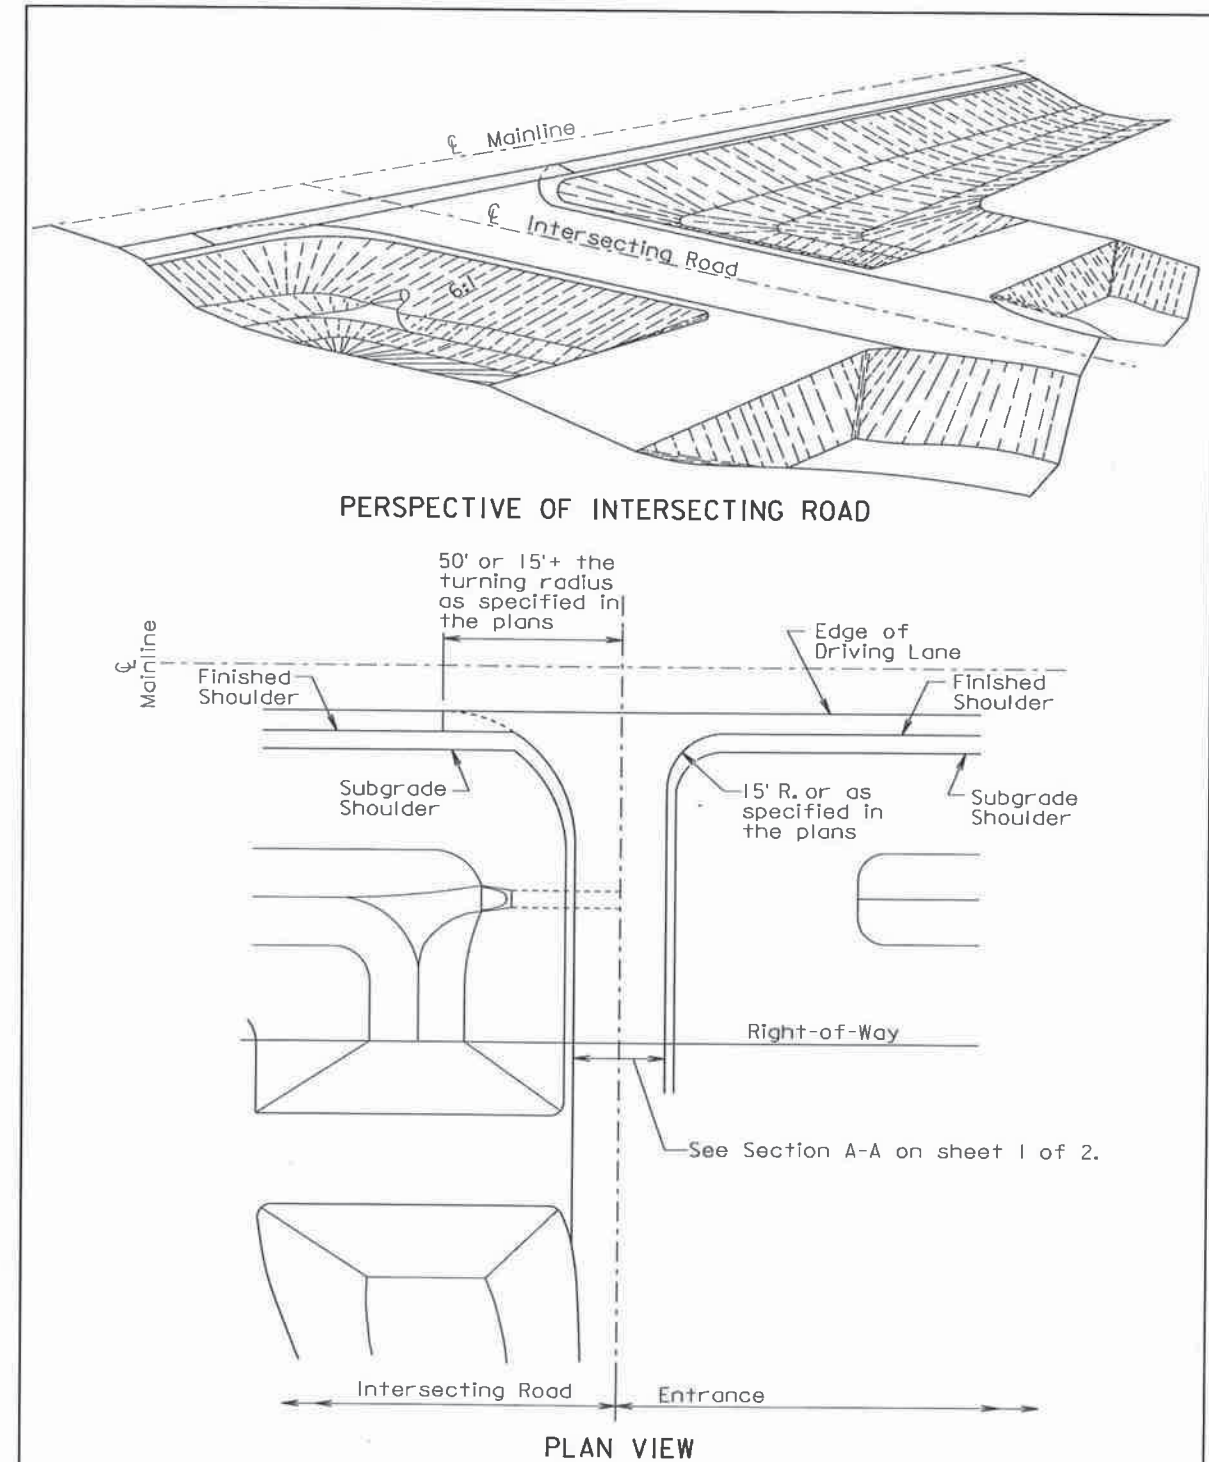 ℄ Mainline
℄ Intersecting Road
6:1
PERSPECTIVE OF INTERSECTING ROAD
50' or 15'+ the
turning radius
as specified in
the plans
℄
Mainline
Edge of
Driving Lane
Finished
Shoulder
Finished
Shoulder
Subgrade
Shoulder
15' R. or as
specified in
the plans
Subgrade
Shoulder
Right-of-Way
See Section A-A on sheet 1 of 2.
Intersecting Road
Entrance
PLAN VIEW